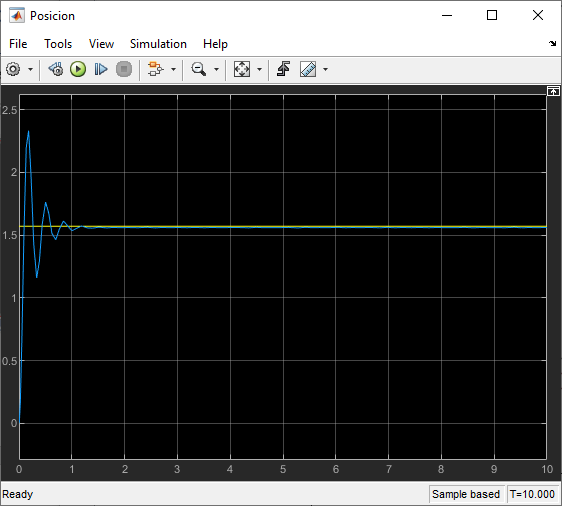 Posicion
File Tools View Simulation Help
2.5
2
1.5
1
0.5
0
0 1 2 3 4 5 6 7 8 9 10
Ready Sample based T=10.000